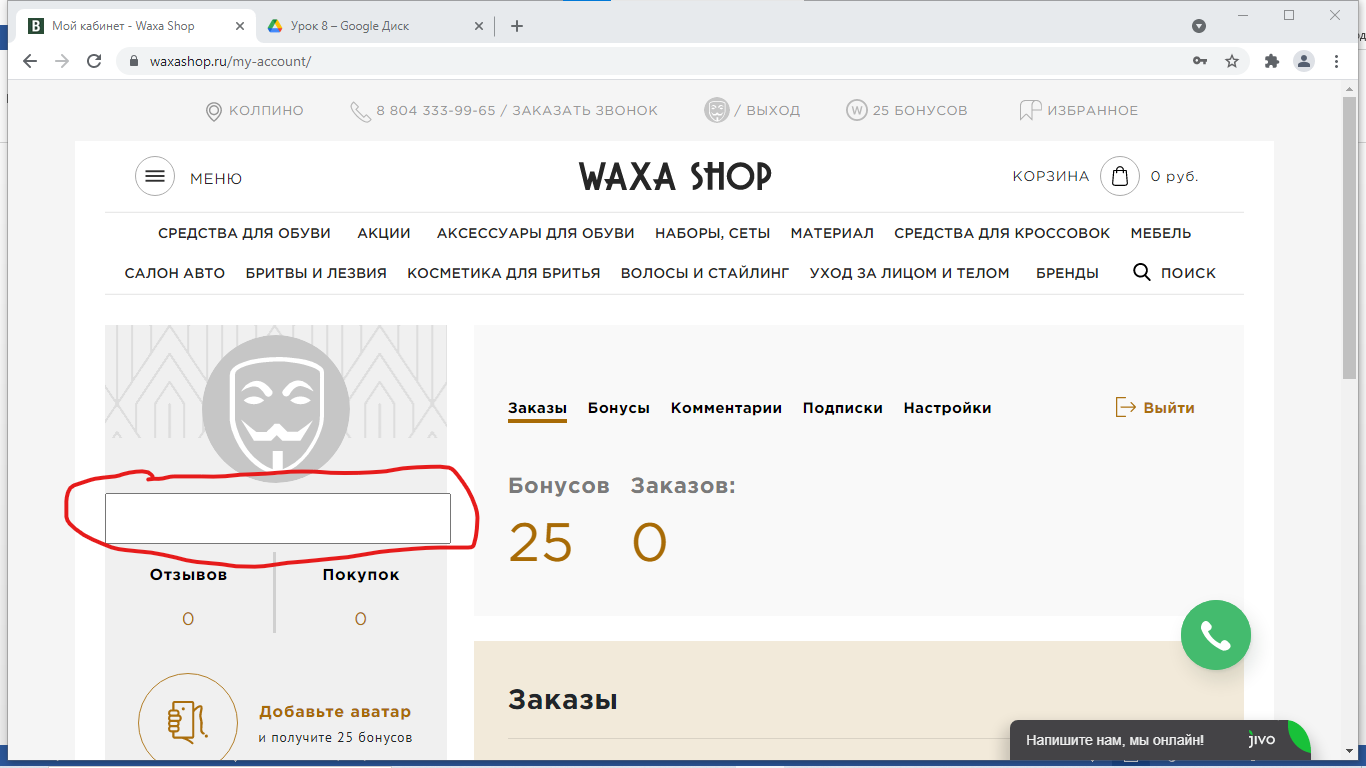 Мой кабинет - Waxa Shop
Урок 8 – Google Диск
waxashop.ru/my-account/
КОЛПИНО
8 804 333-99-65 / ЗАКАЗАТЬ ЗВОНОК
/ ВЫХОД
W 25 БОНУСОВ
ИЗБРАННОЕ
МЕНЮ
WAXA SHOP
КОРЗИНА 0 руб.
СРЕДСТВА ДЛЯ ОБУВИ АКЦИИ АКСЕССУАРЫ ДЛЯ ОБУВИ НАБОРЫ, СЕТЫ МАТЕРИАЛ СРЕДСТВА ДЛЯ КРОССОВОК МЕБЕЛЬ
САЛОН АВТО БРИТВЫ И ЛЕЗВИЯ КОСМЕТИКА ДЛЯ БРИТЬЯ ВОЛОСЫ И СТАЙЛИНГ УХОД ЗА ЛИЦОМ И ТЕЛОМ БРЕНДЫ ПОИСК
Заказы Бонусы Комментарии Подписки Настройки Выйти
Бонусов Заказов:
25 0
Отзывов Покупок
0 0
Добавьте аватар
и получите 25 бонусов
Заказы
Напишите нам, мы онлайн! jivo